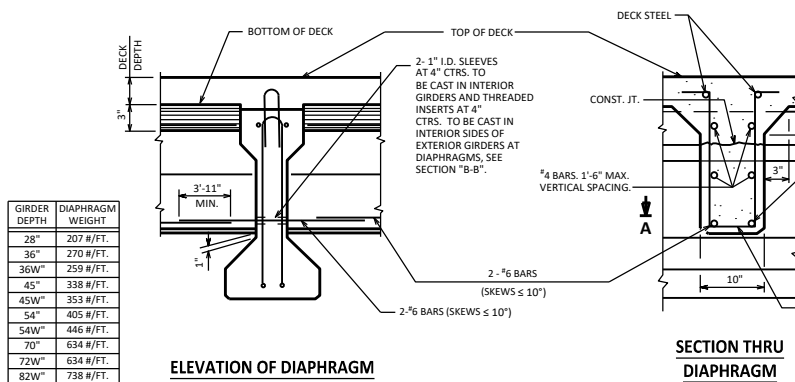 BOTTOM OF DECK
TOP OF DECK
DECK STEEL
DECK
DEPTH
3"
2- 1" I.D. SLEEVES
AT 4" CTRS. TO
BE CAST IN INTERIOR
GIRDERS AND THREADED
INSERTS AT 4"
CTRS. TO BE CAST IN
INTERIOR SIDES OF
EXTERIOR GIRDERS AT
DIAPHRAGMS, SEE
SECTION "B-B".
CONST. JT.
#4 BARS. 1'-6" MAX.
VERTICAL SPACING.
3"
A
3'-11"
MIN.
1"
10"
2 - #6 BARS
(SKEWS ≤ 10°)
2-#6 BARS (SKEWS ≤ 10°)
GIRDER DEPTH DIAPHRAGM WEIGHT
28" 207 #/FT.
36" 270 #/FT.
36W" 259 #/FT.
45" 338 #/FT.
45W" 353 #/FT.
54" 405 #/FT.
54W" 446 #/FT.
70" 634 #/FT.
72W" 634 #/FT.
82W" 738 #/FT.
ELEVATION OF DIAPHRAGM
SECTION THRU
DIAPHRAGM